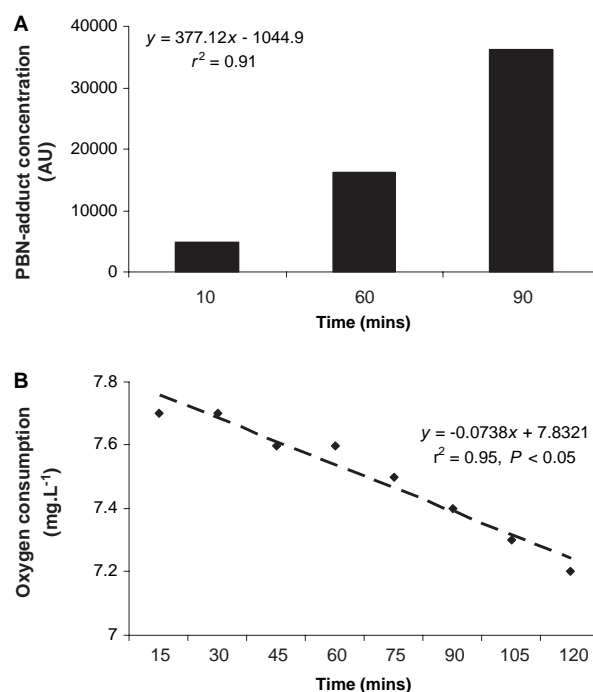 A
y = 377.12x - 1044.9
r² = 0.91
PBN-adduct concentration
(AU)
40000
30000
20000
10000
0
10 60 90
Time (mins)
B
y = -0.0738x + 7.8321
r² = 0.95, P < 0.05
Oxygen consumption
(mg.L⁻¹)
7.8
7.6
7.4
7.2
7
15 30 45 60 75 90 105 120
Time (mins)